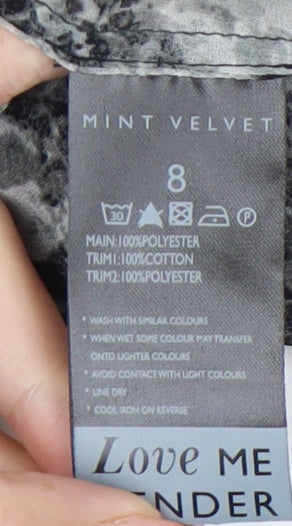 MINT VELVET
8
30 P
MAIN:100%POLYESTER
TRIM1:100%COTTON
TRIM2:100%POLYESTER
* WASH WITH SIMILAR COLOURS
* WHEN WET SOME COLOUR MAY TRANSFER
ONTO LIGHTER COLOURS
* AVOID CONTACT WITH LIGHT COLOURS
* LINE DRY
* COOL IRON ON REVERSE
Love ME
ENDER